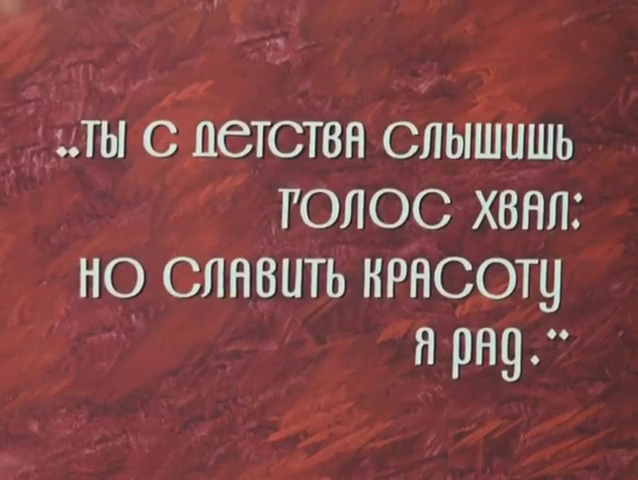 „ты с детства слышишь
голос хвал:
но славить красоту
я рад.“